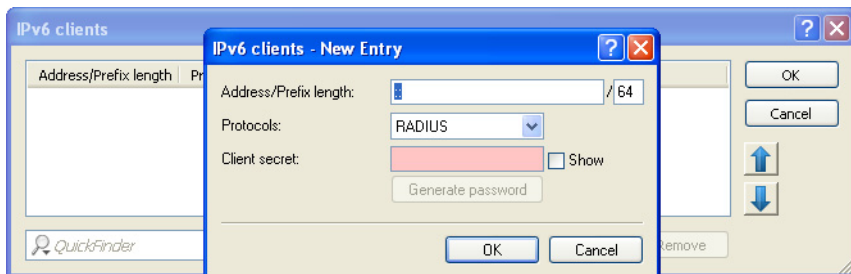 IPv6 clients
IPv6 clients - New Entry
Address/Prefix length Pr
OK
Cancel
Address/Prefix length: :: / 64
Protocols: RADIUS
Client secret: Show
Generate password
OK Cancel
QuickFinder
Remove